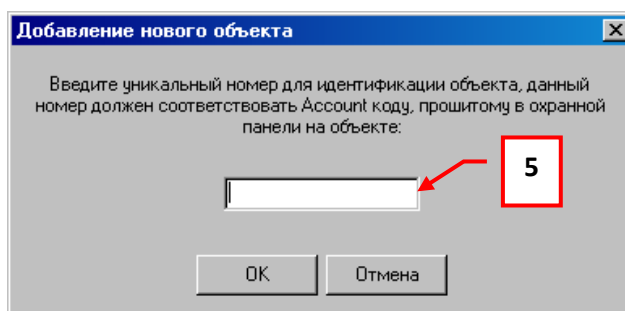 Добавление нового объекта
Введите уникальный номер для идентификации объекта, данный
номер должен соответствовать Account коду, прошитому в охранной
панели на объекте:
5
OK
Отмена